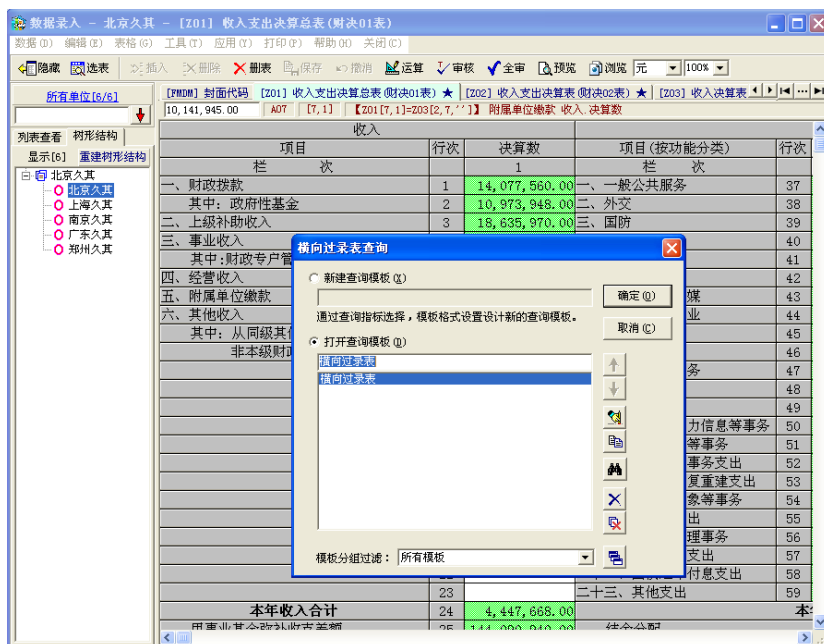 数据录入 - 北京久其 - [Z01] 收入支出决算总表(财决01表)
数据(D) 编辑(E) 表格(G) 工具(T) 应用(Y) 打印(P) 帮助(H) 关闭(C)
隐藏 选表 插入 删除 删表 保存 撤消 运算 审核 全审 预览 浏览 元 100%
所有单位[6/6]
[FMDM] 封面代码 [Z01] 收入支出决算总表(财决01表) ★ [Z02] 收入支出决算表(财决02表) ★ [Z03] 收入决算表
10,141,945.00 A07 [7,1] 【Z01[7,1]=Z03[2,7,'']】 附属单位缴款 收入.决算数
列表查看 树形结构
显示[6] 重建树形结构
北京久其
北京久其
上海久其
南京久其
广东久其
郑州久其
收入
项目 行次 决算数 项目(按功能分类) 行次
栏 次 1 栏 次
一、财政拨款 1 14,077,560.00 一、一般公共服务 37
其中：政府性基金 2 10,973,948.00 二、外交 38
二、上级补助收入 3 18,635,970.00 三、国防 39
三、事业收入 40
其中:财政专户管 41
四、经营收入 42
五、附属单位缴款 媒 43
六、其他收入 业 44
其中：从同级其他 45
非本级财政 46
务 47
48
49
力信息等事务 50
等事务 51
事务支出 52
复重建支出 53
象等事务 54
出 55
理事务 56
支出 57
付息支出 58
23 二十三、其他支出 59
本年收入合计 24 4,447,668.00
横向过录表查询
新建查询模板(X)
确定(O)
通过查询指标选择，模板格式设置设计新的查询模板。
取消(C)
打开查询模板(D)
横向过录表
横向过录表
模板分组过滤： 所有模板